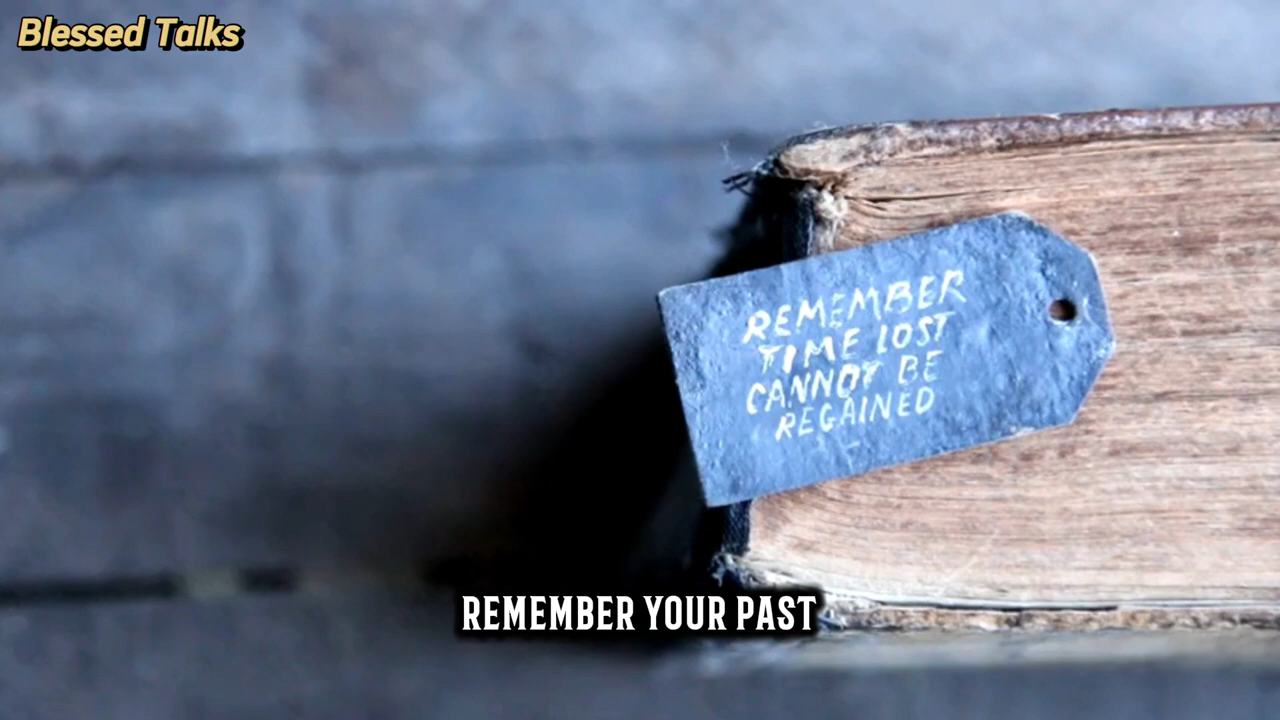 Blessed Talks
REMEMBER
TIME LOST
CANNOT BE
REGAINED
REMEMBER YOUR PAST